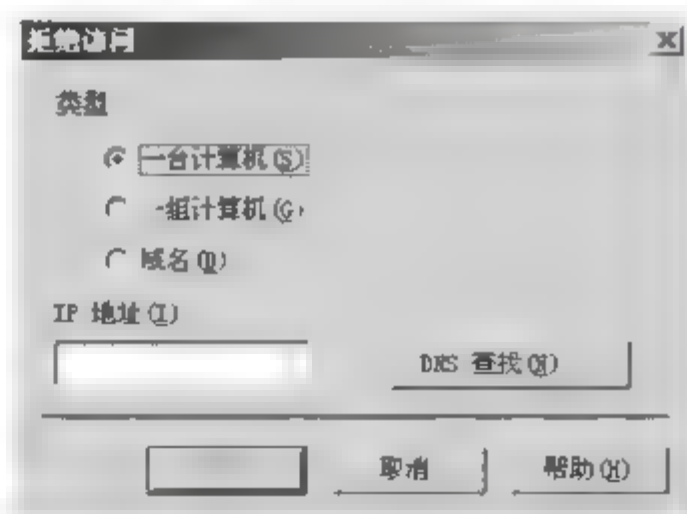 拒绝访问
类型
一台计算机(S)
一组计算机(G)
域名(D)
IP 地址(I)
DNS 查找(N)
取消
帮助(H)